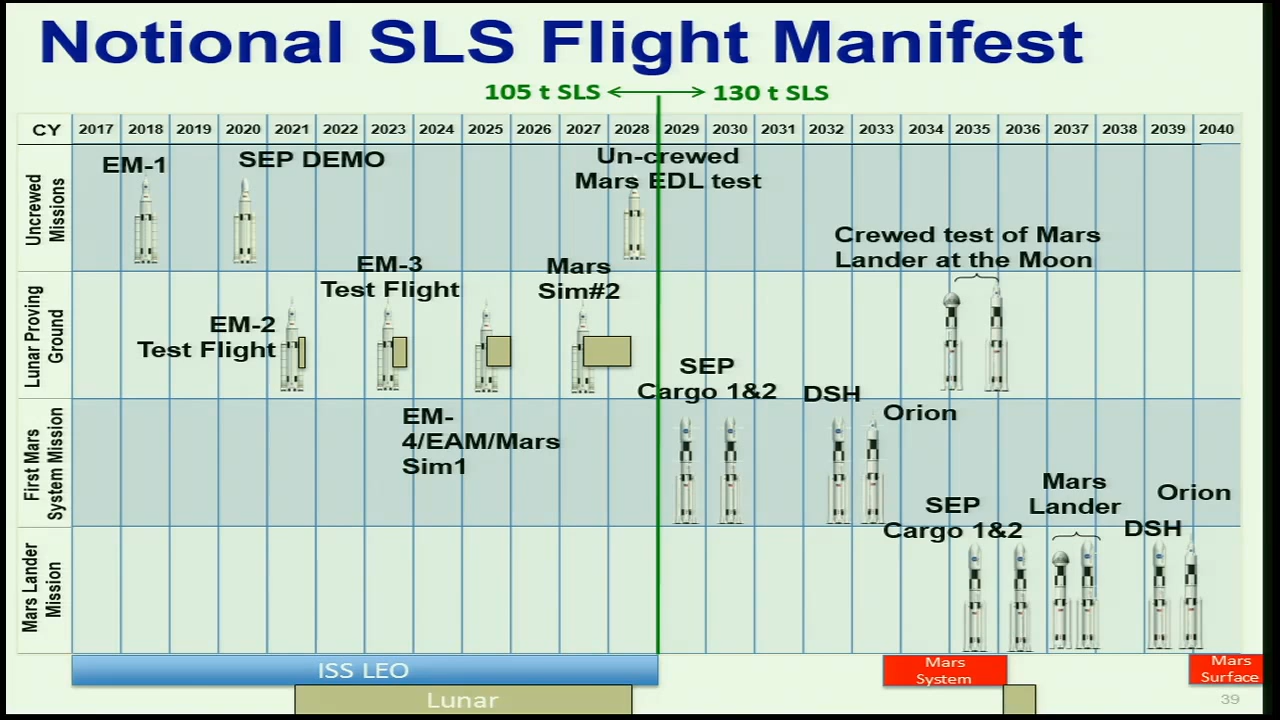 Notional SLS Flight Manifest
105 t SLS
130 t SLS
CY 2017 2018 2019 2020 2021 2022 2023 2024 2025 2026 2027 2028 2029 2030 2031 2032 2033 2034 2035 2036 2037 2038 2039 2040
Uncrewed
Missions
EM-1
SEP DEMO
Un-crewed
Mars EDL test
Lunar Proving
Ground
EM-2
Test Flight
EM-3
Test Flight
Mars
Sim#2
Crewed test of Mars
Lander at the Moon
First Mars
System Mission
EM-
4/EAM/Mars
Sim1
SEP
Cargo 1&2
DSH
Orion
Mars Lander
Mission
SEP
Cargo 1&2
Mars
Lander
DSH
Orion
ISS LEO
Lunar
Mars
System
Mars
Surface
39